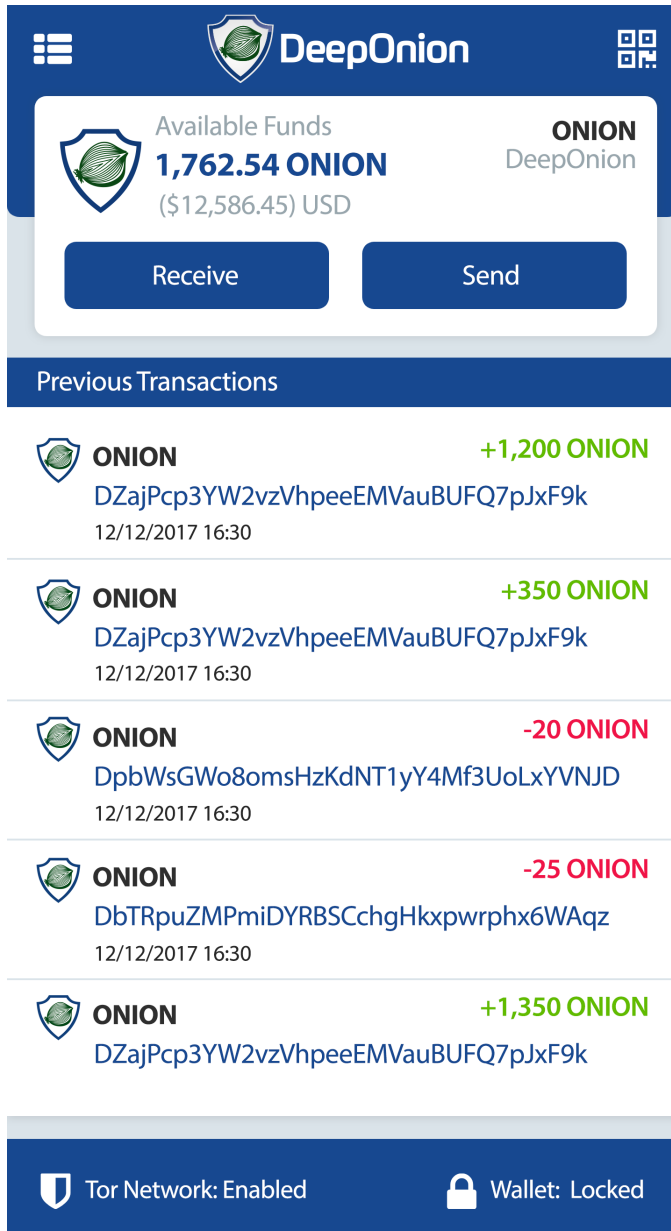 DeepOnion
Available Funds
ONION
1,762.54 ONION
DeepOnion
($12,586.45) USD
Receive
Send
Previous Transactions
ONION
+1,200 ONION
DZajPcp3YW2vzVhpeeEMVauBUFQ7pJxF9k
12/12/2017 16:30
ONION
+350 ONION
DZajPcp3YW2vzVhpeeEMVauBUFQ7pJxF9k
12/12/2017 16:30
ONION
-20 ONION
DpbWsGWo8omsHzKdNT1yY4Mf3UoLxYVNJD
12/12/2017 16:30
ONION
-25 ONION
DbTRpuZMPmiDYRBSCchgHkxpwrphx6WAqz
12/12/2017 16:30
ONION
+1,350 ONION
DZajPcp3YW2vzVhpeeEMVauBUFQ7pJxF9k
Tor Network: Enabled
Wallet: Locked